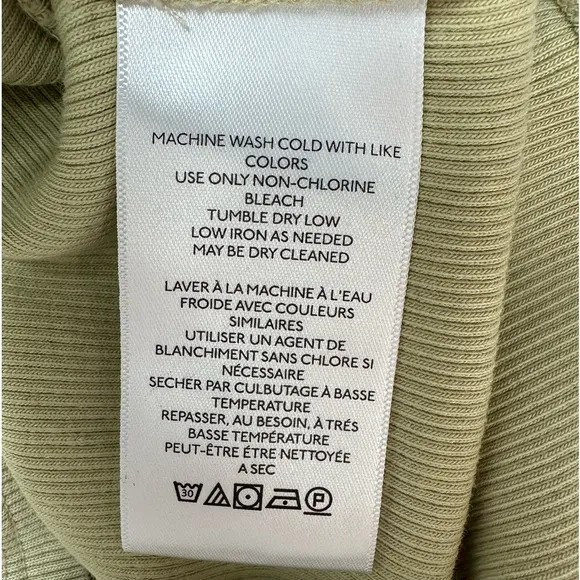 MACHINE WASH COLD WITH LIKE
COLORS
USE ONLY NON-CHLORINE
BLEACH
TUMBLE DRY LOW
LOW IRON AS NEEDED
MAY BE DRY CLEANED
LAVER À LA MACHINE À L'EAU
FROIDE AVEC COULEURS
SIMILAIRES
UTILISER UN AGENT DE
BLANCHIMENT SANS CHLORE SI
NÉCESSAIRE
SECHER PAR CULBUTAGE À BASSE
TEMPERATURE
REPASSER, AU BESOIN, À TRÉS
BASSE TEMPÉRATURE
PEUT-ÊTRE ÉTRE NETTOYÉE
A SEC
30 P